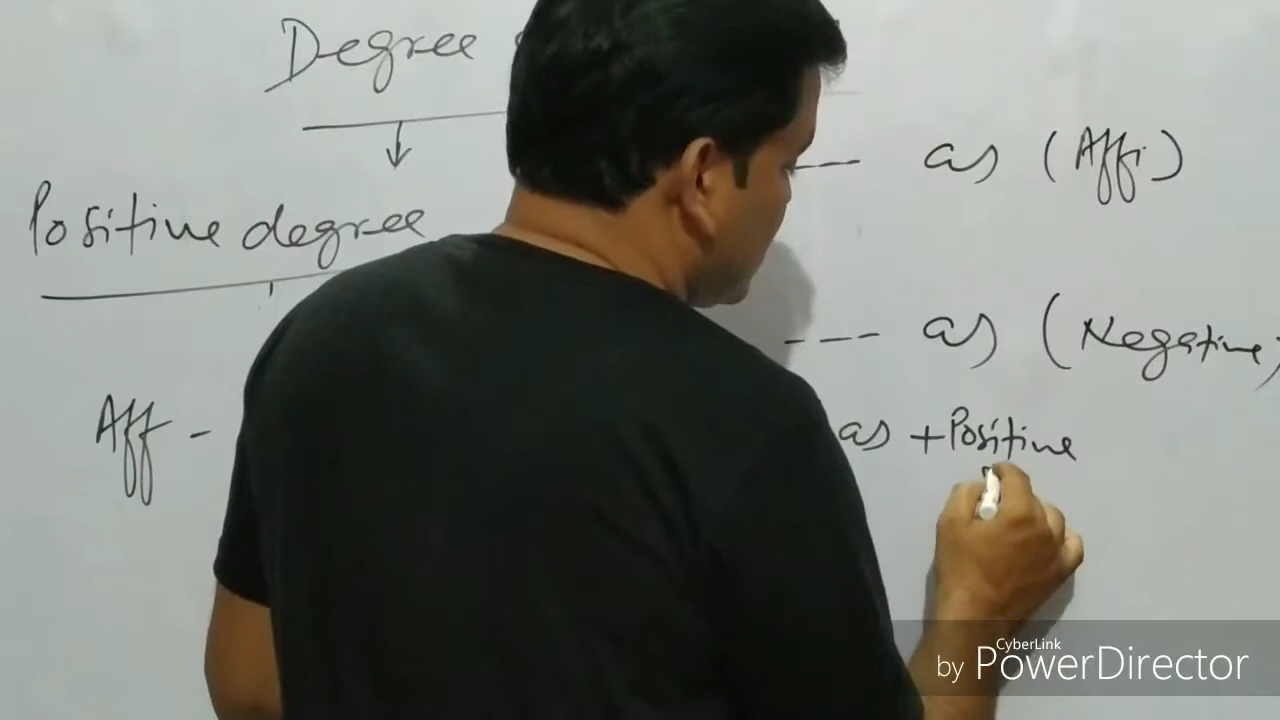 Degree
as (Affi)
Positive degree
--- as (Negative)
Aff - as + Positive
CyberLink
by PowerDirector